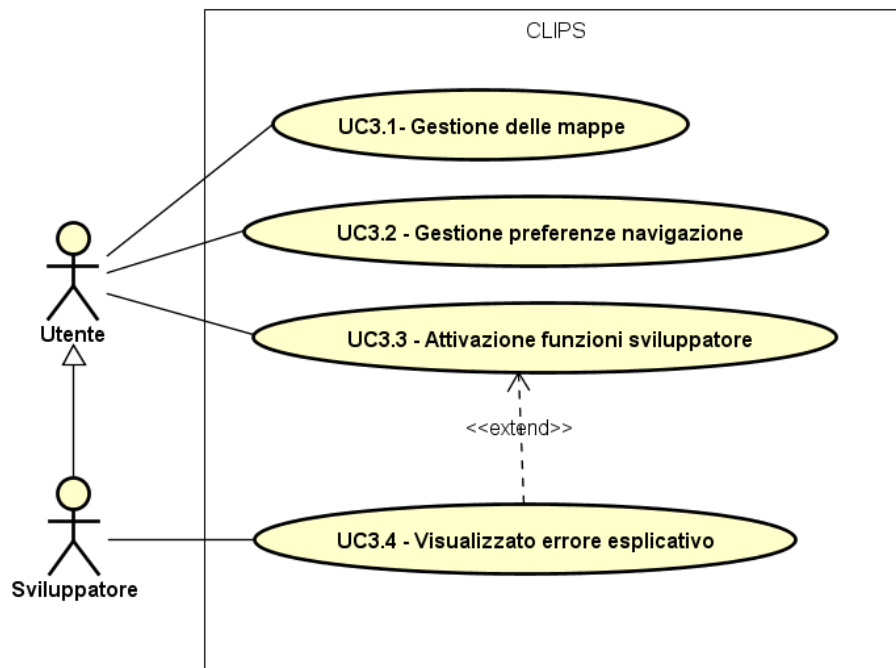 CLIPS
UC3.1- Gestione delle mappe
UC3.2 - Gestione preferenze navigazione
Utente
UC3.3 - Attivazione funzioni sviluppatore
<<extend>>
UC3.4 - Visualizzato errore esplicativo
Sviluppatore